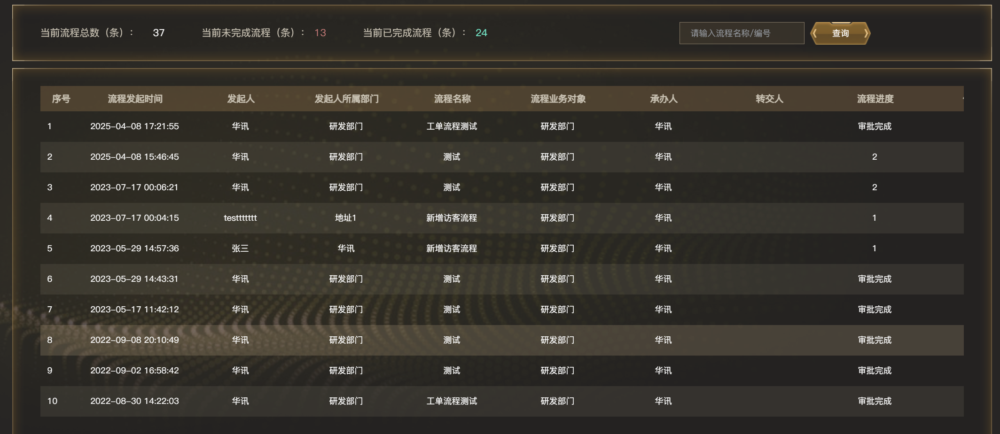 当前流程总数（条）： 37 当前未完成流程（条）： 13 当前已完成流程（条）： 24 请输入流程名称/编号 查询
序号 流程发起时间 发起人 发起人所属部门 流程名称 流程业务对象 承办人 转交人 流程进度
1 2025-04-08 17:21:55 华讯 研发部门 工单流程测试 研发部门 华讯 审批完成
2 2025-04-08 15:46:45 华讯 研发部门 测试 研发部门 华讯 2
3 2023-07-17 00:06:21 华讯 研发部门 测试 研发部门 华讯 2
4 2023-07-17 00:04:15 testttttttt 地址1 新增访客流程 研发部门 华讯 1
5 2023-05-29 14:57:36 张三 华讯 新增访客流程 研发部门 华讯 1
6 2023-05-29 14:43:31 华讯 研发部门 测试 研发部门 华讯 审批完成
7 2023-05-17 11:42:12 华讯 研发部门 测试 研发部门 华讯 审批完成
8 2022-09-08 20:10:49 华讯 研发部门 测试 研发部门 华讯 审批完成
9 2022-09-02 16:58:42 华讯 研发部门 测试 研发部门 华讯 审批完成
10 2022-08-30 14:22:03 华讯 研发部门 工单流程测试 研发部门 华讯 审批完成